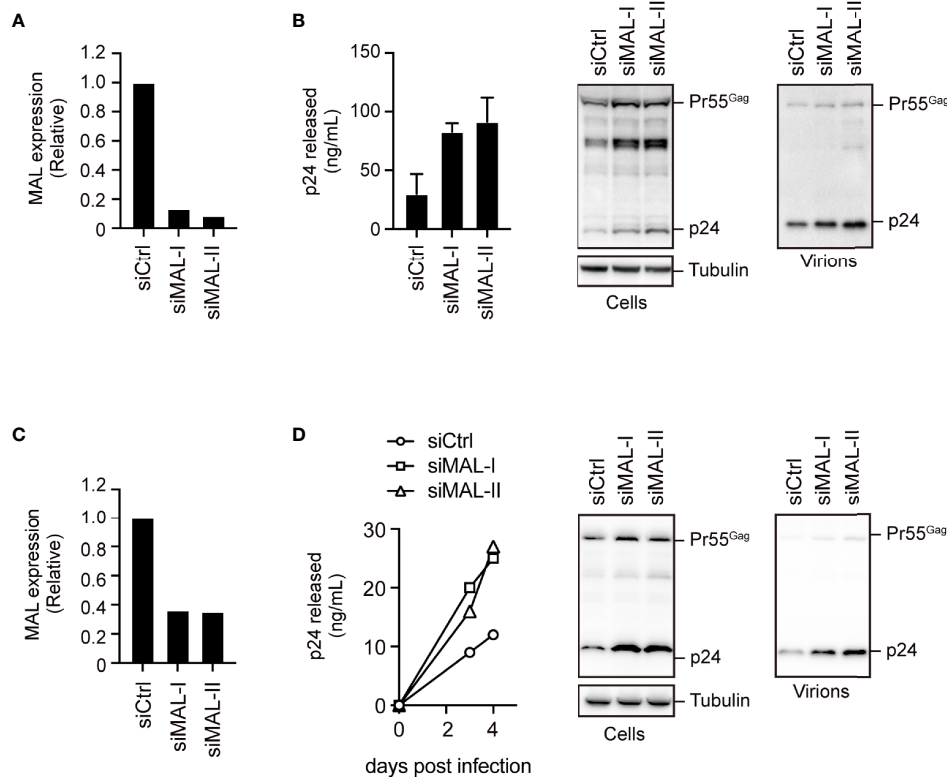 A
MAL expression
(Relative)
1.2
1.0
0.8
0.6
0.4
0.2
0
siCtrl
siMAL-I
siMAL-II
B
p24 released
(ng/mL)
150
100
50
0
siCtrl
siMAL-I
siMAL-II
siCtrl
siMAL-I
siMAL-II
Pr55Gag
p24
Tubulin
Cells
siCtrl
siMAL-I
siMAL-II
Pr55Gag
p24
Virions
C
MAL expression
(Relative)
1.2
1.0
0.8
0.6
0.4
0.2
0
siCtrl
siMAL-I
siMAL-II
D
siCtrl
siMAL-I
siMAL-II
p24 released
(ng/mL)
30
20
10
0
0 2 4
days post infection
siCtrl
siMAL-I
siMAL-II
Pr55Gag
p24
Tubulin
Cells
siCtrl
siMAL-I
siMAL-II
Pr55Gag
p24
Virions